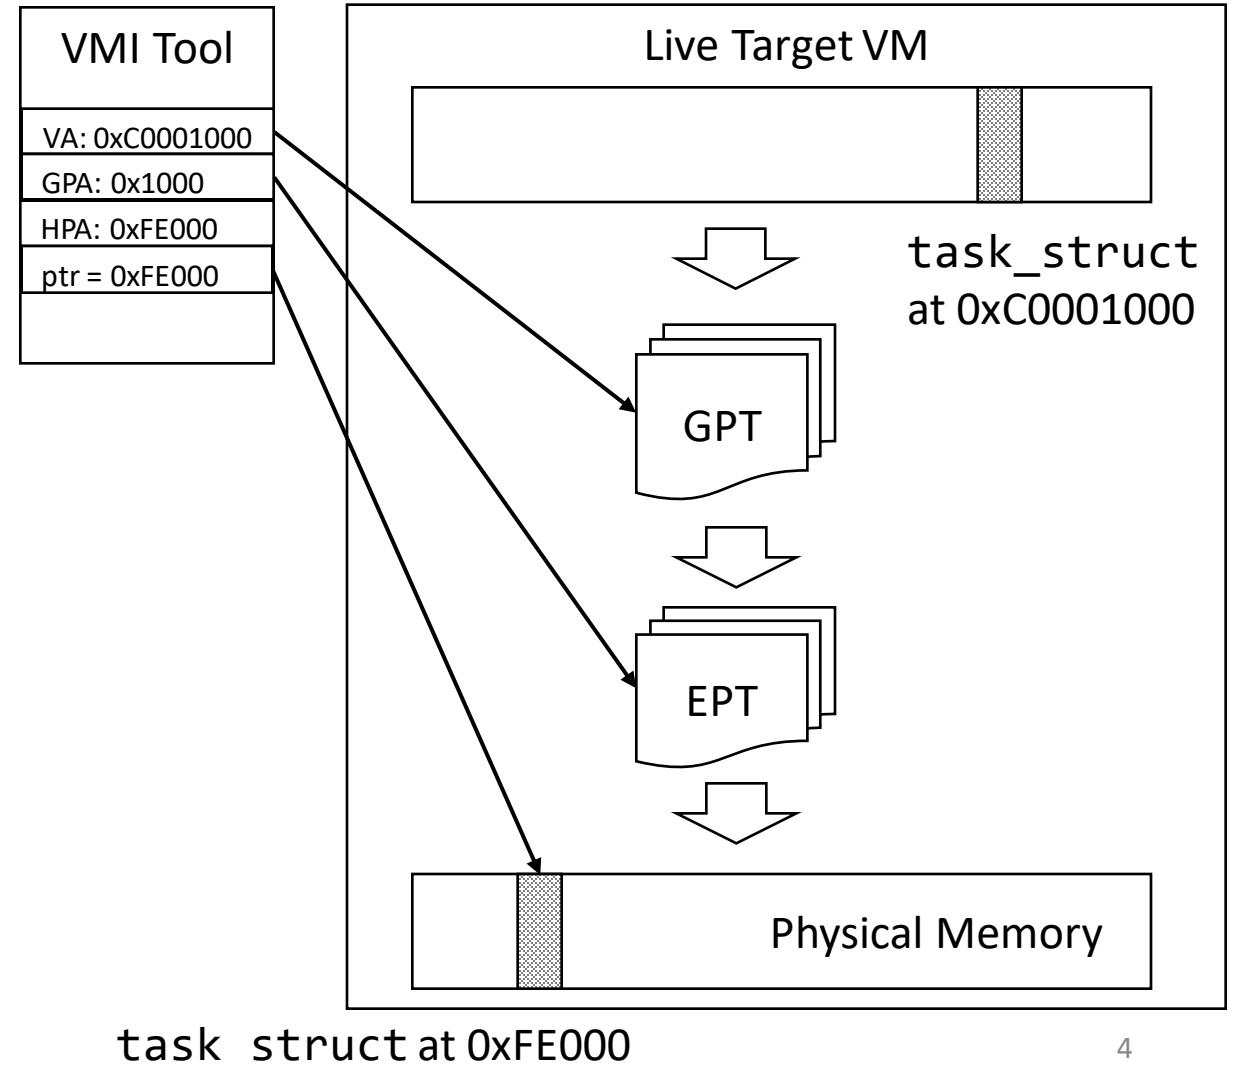 VMI Tool
VA: 0xC0001000
GPA: 0x1000
HPA: 0xFE000
ptr = 0xFE000
Live Target VM
task_struct
at 0xC0001000
GPT
EPT
Physical Memory
task struct at 0xFE000
4